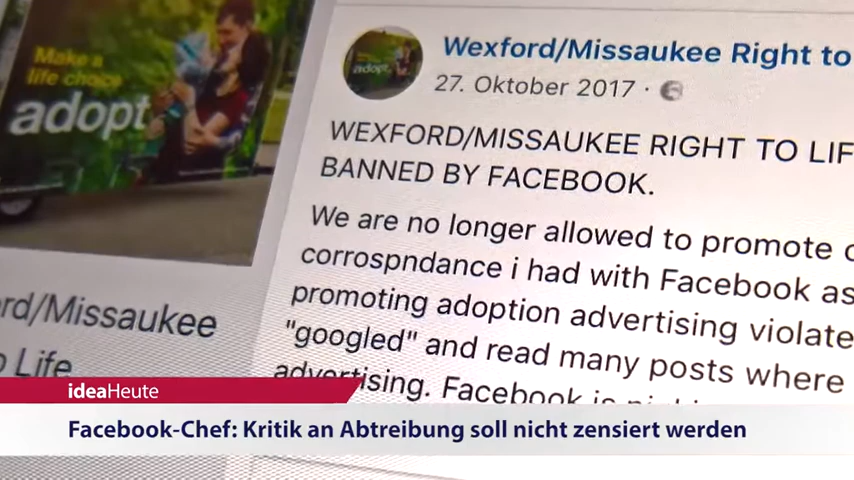 Make a
life choice
adopt
adopt
Wexford/Missaukee Right to
27. Oktober 2017 ·
WEXFORD/MISSAUKEE RIGHT TO LIF
BANNED BY FACEBOOK.
We are no longer allowed to promote
corrospndance i had with Facebook as
promoting adoption advertising violate
"googled" and read many posts where
advertising. Facebook is
rd/Missaukee
o Life
ideaHeute
Facebook-Chef: Kritik an Abtreibung soll nicht zensiert werden